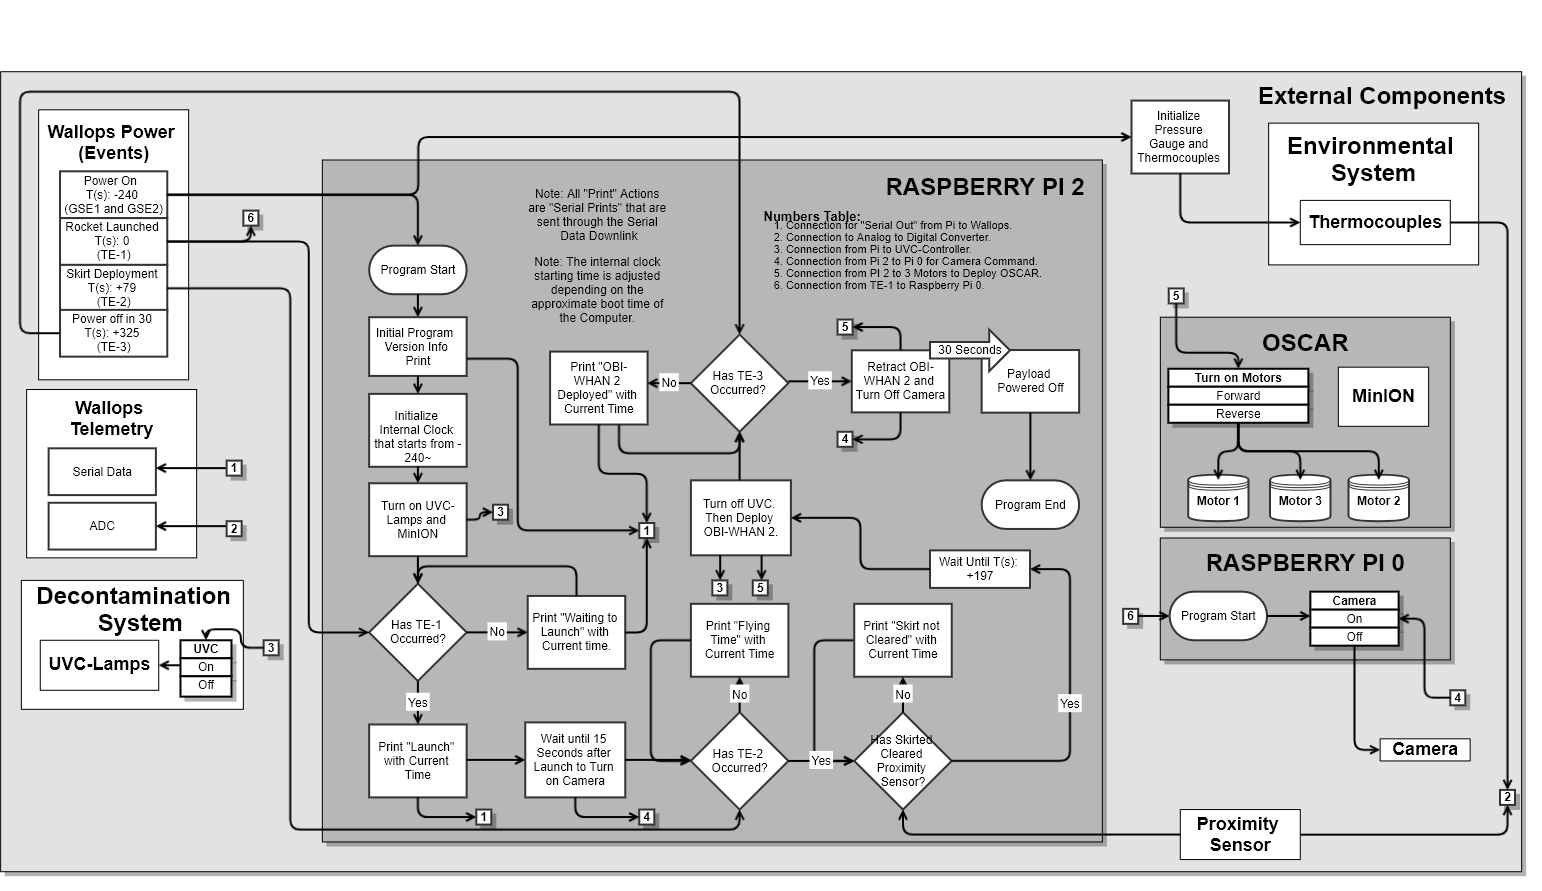 External Components
Wallops Power
(Events)
Power On
T(s): -240
(GSE1 and GSE2)
Rocket Launched
T(s): 0
(TE-1)
Skirt Deployment
T(s): +79
(TE-2)
Power off in 30
T(s): +325
(TE-3)
6
Wallops
Telemetry
Serial Data
1
ADC
2
Decontamination
System
UVC-Lamps
UVC
On
Off
3
RASPBERRY PI 2
Note: All "Print" Actions
are "Serial Prints" that are
sent through the Serial
Data Downlink
Note: The internal clock
starting time is adjusted
depending on the
approximate boot time of
the Computer.
Numbers Table:
1. Connection for "Serial Out" from Pi to Wallops.
2. Connection to Analog to Digital Converter.
3. Connection from Pi to UVC-Controller.
4. Connection from Pi 2 to Pi 0 for Camera Command.
5. Connection from PI 2 to 3 Motors to Deploy OSCAR.
6. Connection from TE-1 to Raspberry Pi 0.
Program Start
Initial Program
Version Info
Print
Initialize
Internal Clock
that starts from -
240~
Turn on UVC-
Lamps and
MinION
3
1
Has TE-1
Occurred?
No
Print "Waiting to
Launch" with
Current time.
Yes
Print "Launch"
with Current
Time
1
Wait until 15
Seconds after
Launch to Turn
on Camera
4
Has TE-2
Occurred?
No
Print "Flying
Time" with
Current Time
Yes
Has Skirted
Cleared
Proximity
Sensor?
No
Print "Skirt not
Cleared" with
Current Time
Yes
Wait Until T(s):
+197
Turn off UVC.
Then Deploy
OBI-WHAN 2.
3
5
Has TE-3
Occurred?
No
Print "OBI-
WHAN 2
Deployed" with
Current Time
Yes
Retract OBI-
WHAN 2 and
Turn Off Camera
5
4
30 Seconds
Payload
Powered Off
Program End
Initialize
Pressure
Gauge and
Thermocouples
Environmental
System
Thermocouples
5
OSCAR
Turn on Motors
Forward
Reverse
MinION
Motor 1
Motor 3
Motor 2
RASPBERRY PI 0
6
Program Start
Camera
On
Off
4
Camera
2
Proximity
Sensor